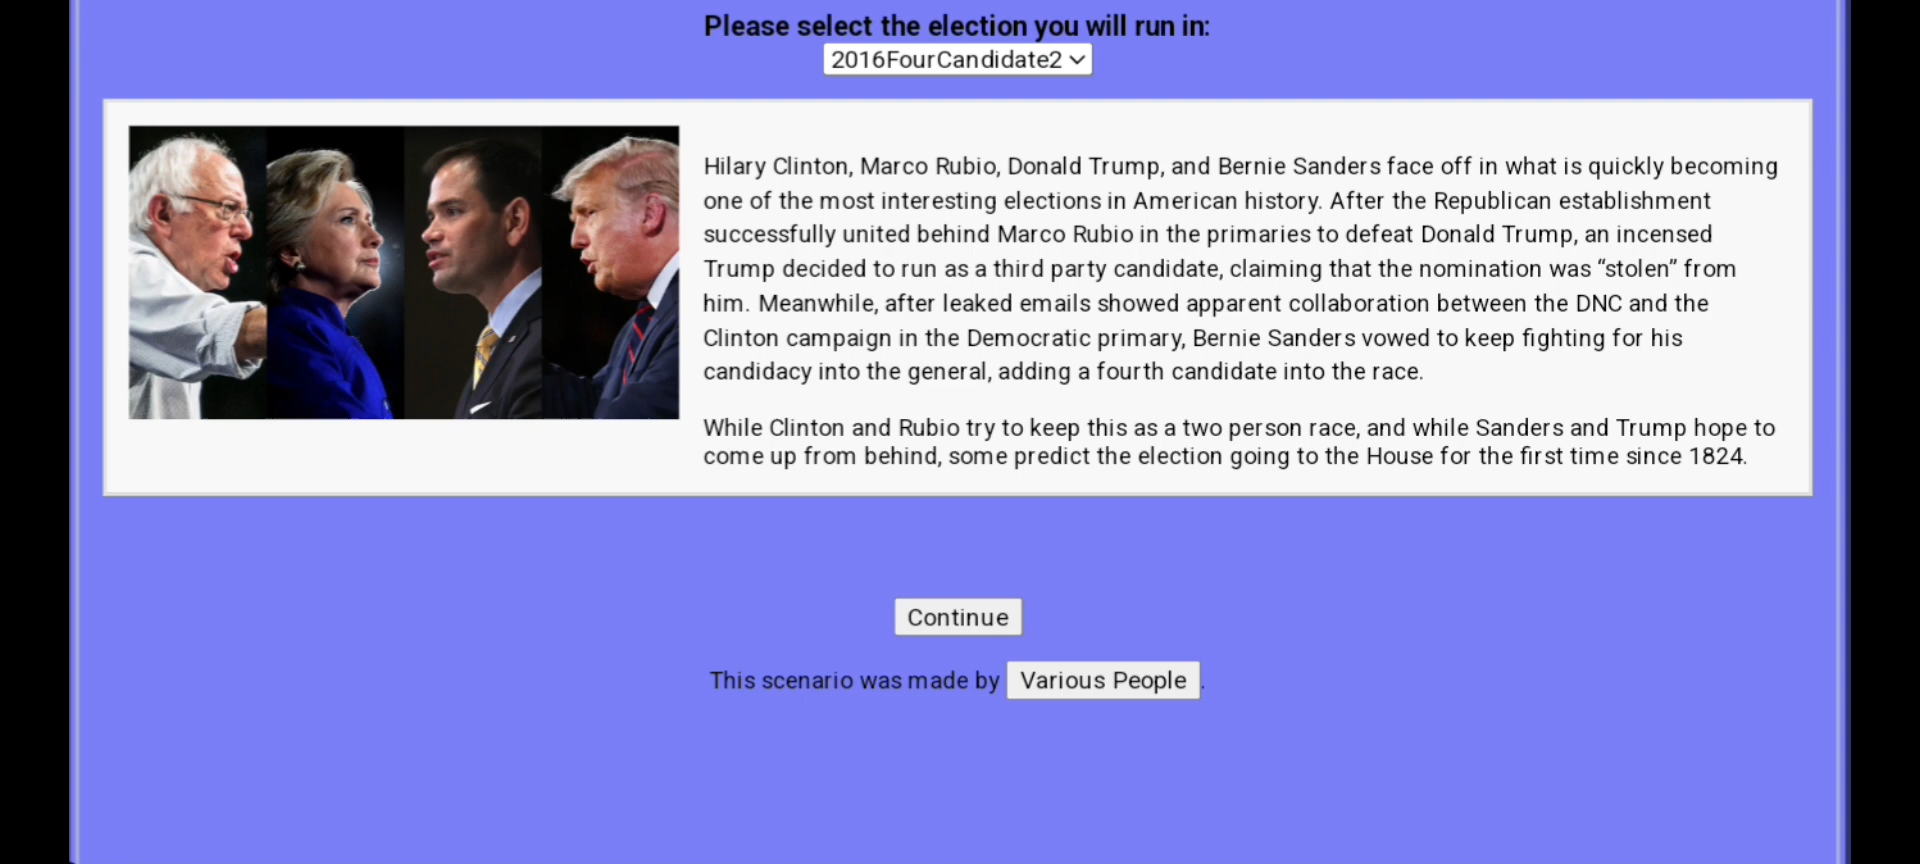 Please select the election you will run in:
2016FourCandidate2
Hilary Clinton, Marco Rubio, Donald Trump, and Bernie Sanders face off in what is quickly becoming
one of the most interesting elections in American history. After the Republican establishment
successfully united behind Marco Rubio in the primaries to defeat Donald Trump, an incensed
Trump decided to run as a third party candidate, claiming that the nomination was “stolen” from
him. Meanwhile, after leaked emails showed apparent collaboration between the DNC and the
Clinton campaign in the Democratic primary, Bernie Sanders vowed to keep fighting for his
candidacy into the general, adding a fourth candidate into the race.
While Clinton and Rubio try to keep this as a two person race, and while Sanders and Trump hope to
come up from behind, some predict the election going to the House for the first time since 1824.
Continue
This scenario was made by Various People.